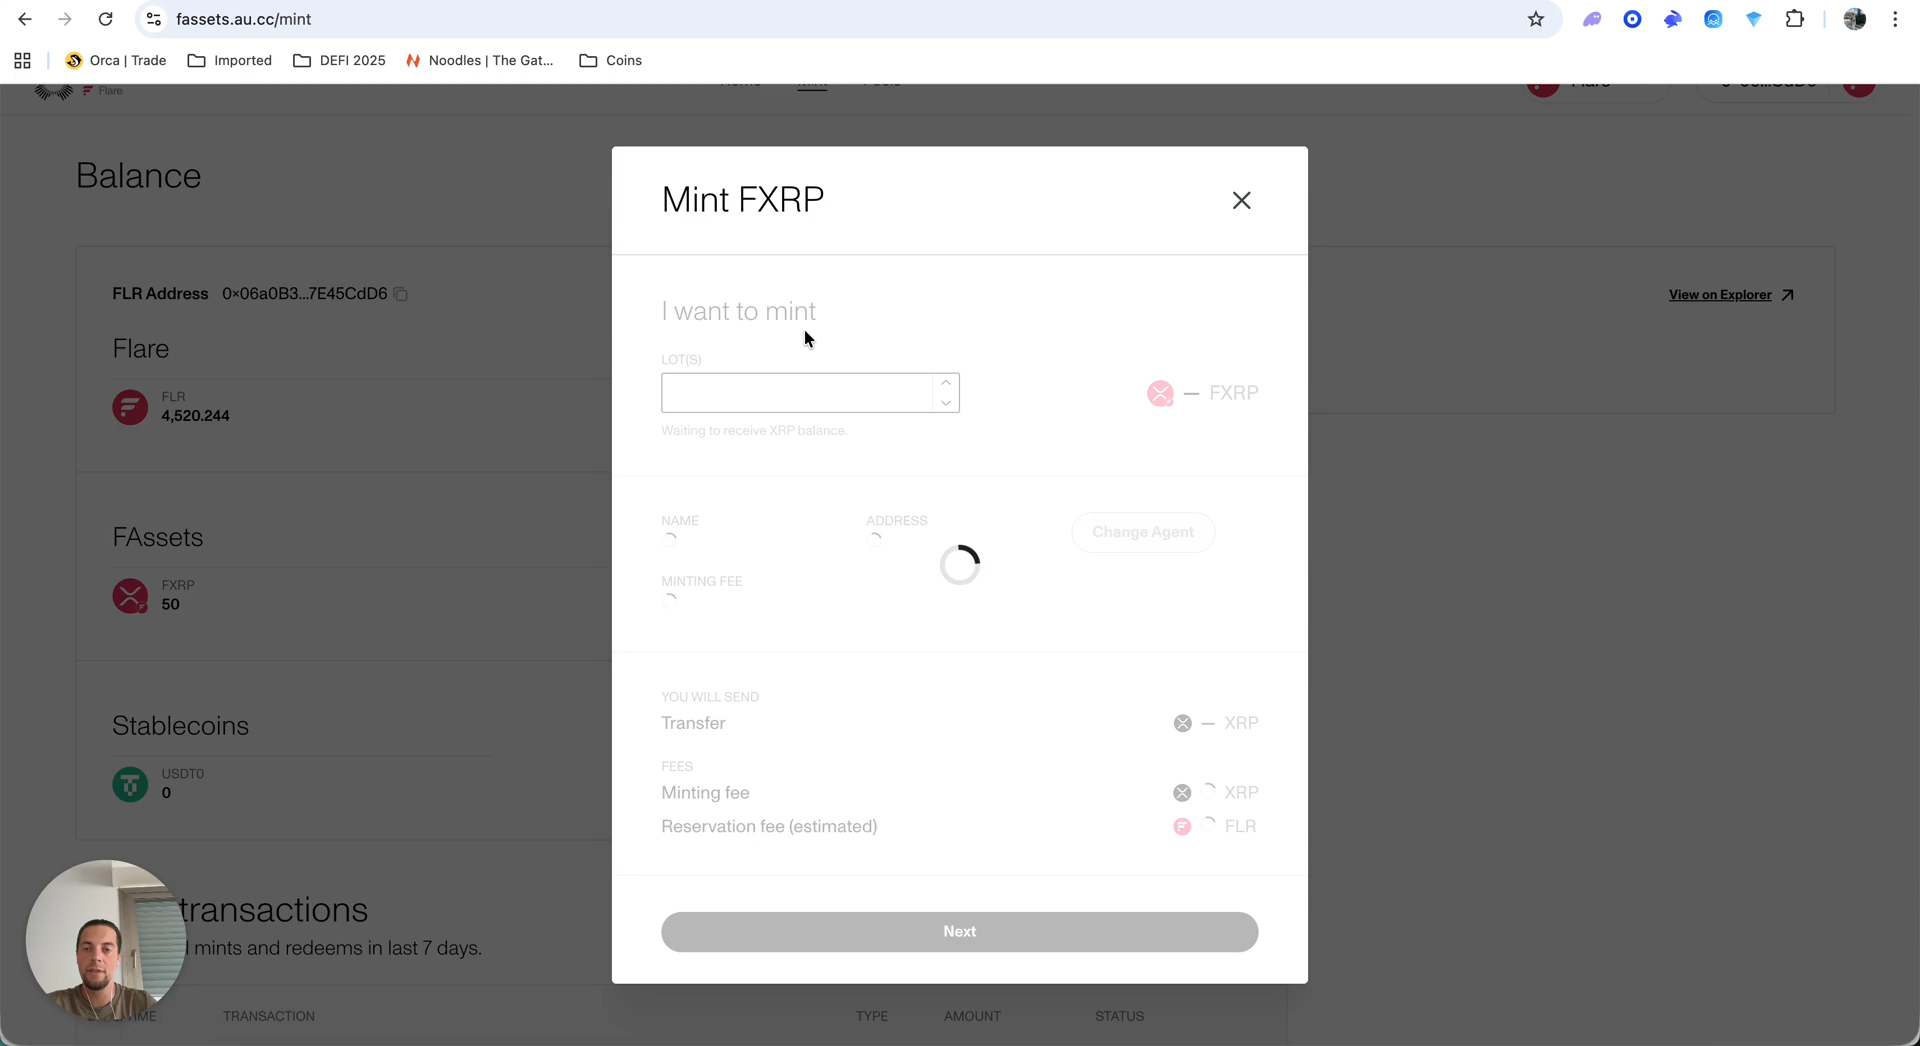 fassets.au.cc/mint
Orca | Trade
Imported
DEFI 2025
Noodles | The Gat...
Coins
Flare
Balance
FLR Address 0×06a0B3...7E45CdD6
View on Explorer
Flare
FLR
4,520.244
FAssets
FXRP
50
Stablecoins
USDT0
0
transactions
mints and redeems in last 7 days.
TRANSACTION
TYPE
AMOUNT
STATUS
Mint FXRP
I want to mint
LOT(S)
— FXRP
Waiting to receive XRP balance.
NAME
ADDRESS
Change Agent
MINTING FEE
YOU WILL SEND
Transfer
— XRP
FEES
Minting fee
XRP
Reservation fee (estimated)
FLR
Next